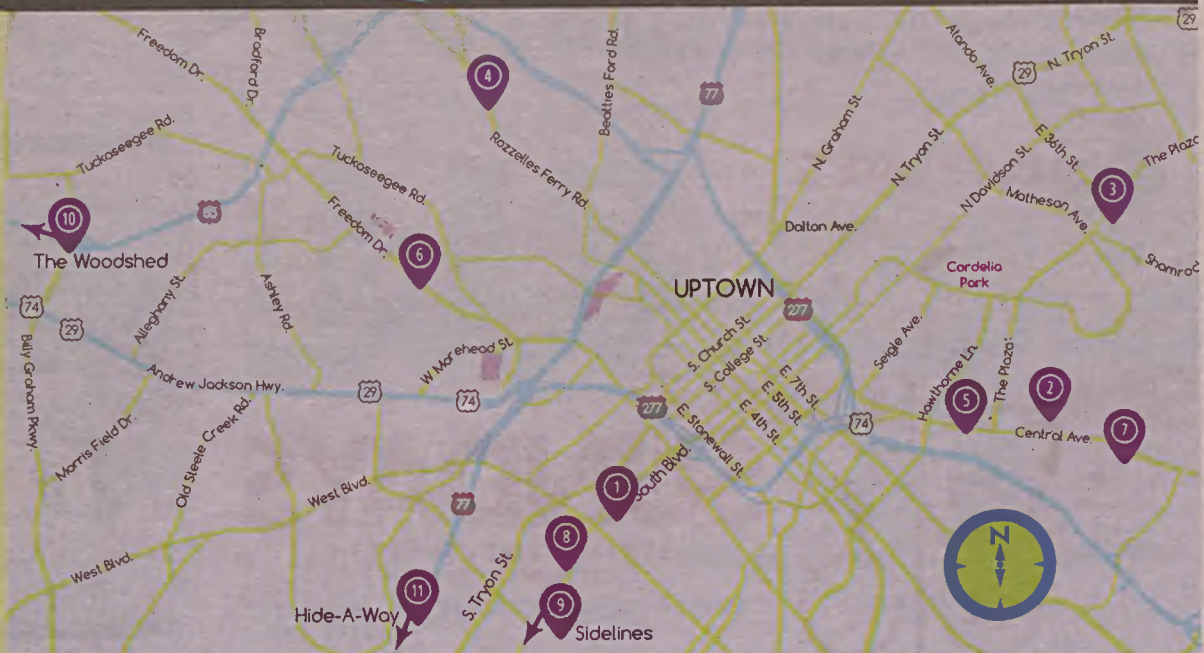 Freedom Dr.
Bradford Dr.
4
Beatties Ford Rd.
77
Atando Ave.
N. Tryon St.
29
29
Tuckaseegee Rd.
Rozzelles Ferry Rd.
N. Graham St.
N. Tryon St.
E. 36th St.
The Plaza
Tuckaseegee Rd.
N Davidson St.
Matheson Ave.
3
10
85
Freedom Dr.
6
Dalton Ave.
The Woodshed
Cordelia
Park
UPTOWN
277
74
29
Alleghany St.
Ashley Rd.
S. Church St.
S. College St.
Seigle Ave.
Hawthorne Ln.
The Plaza
Billy Graham Pkwy.
W Morehead St.
Andrew Jackson Hwy.
29
74
277
E. 7th St.
E. 5th St.
E. 4th St.
E. Stonewall St.
74
5
2
7
Central Ave.
Morris Field Dr.
Old Steele Creek Rd.
West Blvd.
77
1
South Blvd.
8
N
West Blvd.
S. Tryon St.
11
Hide-A-Way
9
Sidelines